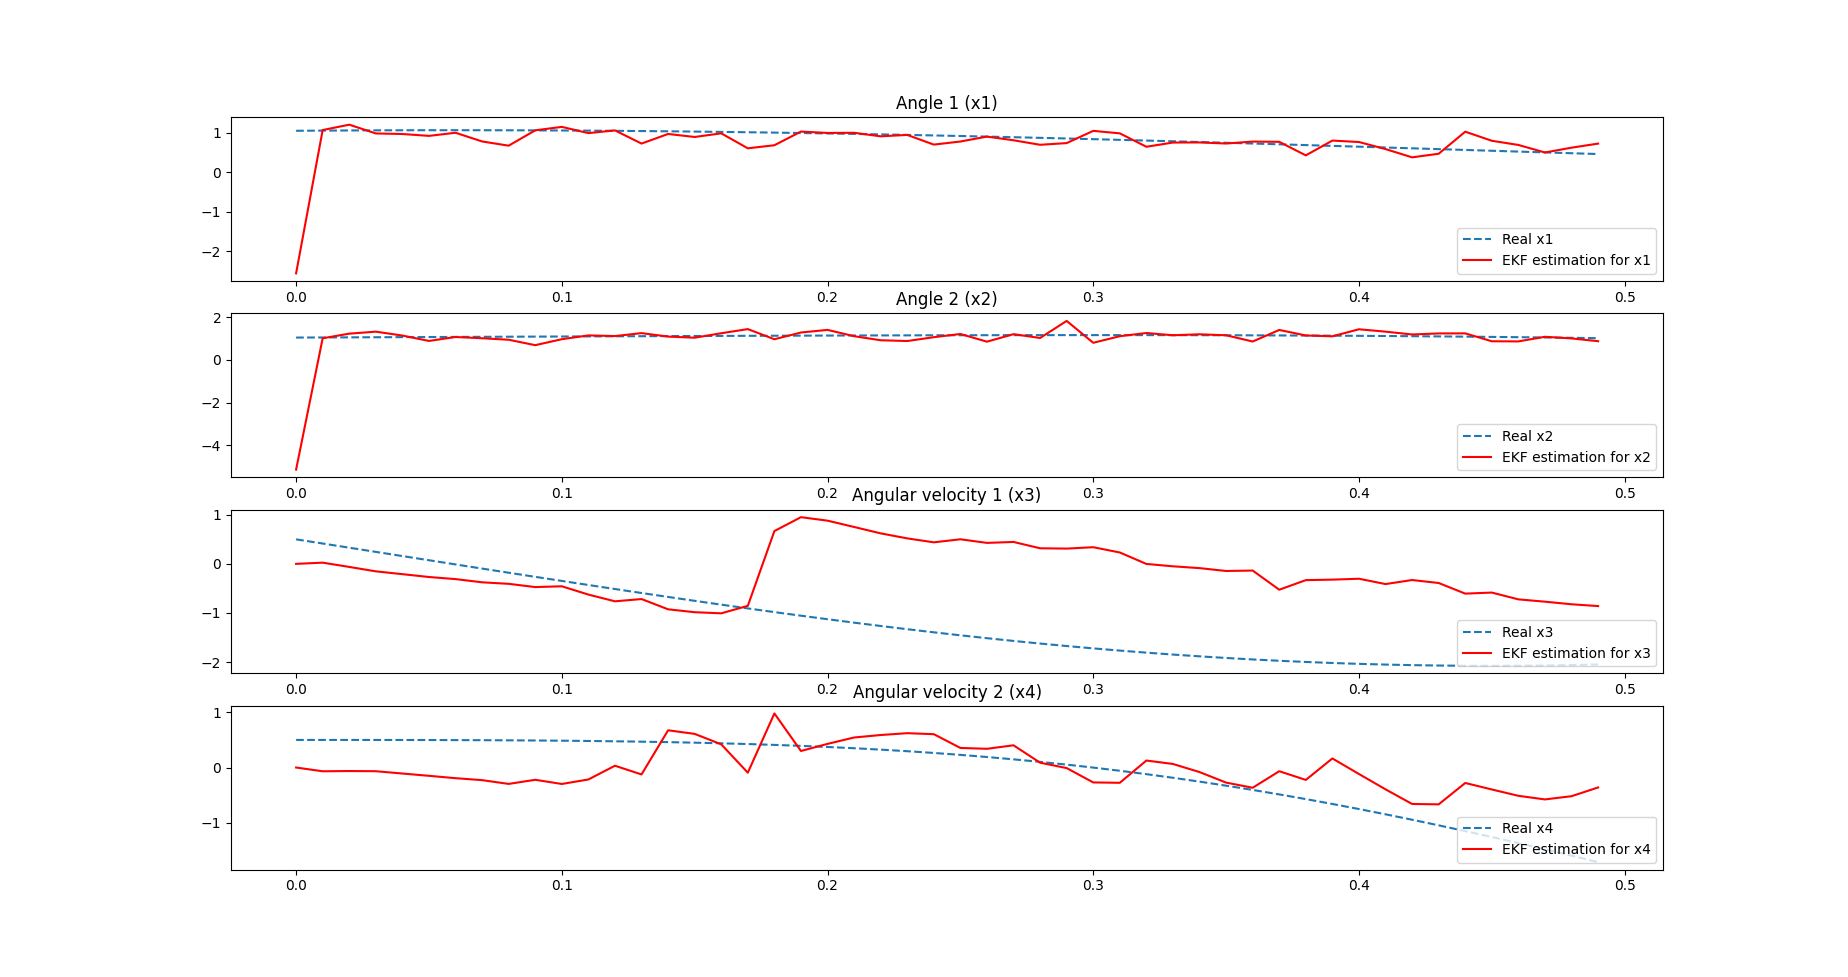 Angle 1 (x1)
1
0
−1
−2
Real x1
EKF estimation for x1
0.0 0.1 0.2 0.3 0.4 0.5
Angle 2 (x2)
2
0
−2
−4
Real x2
EKF estimation for x2
0.0 0.1 0.2 0.3 0.4 0.5
Angular velocity 1 (x3)
1
0
−1
−2
Real x3
EKF estimation for x3
0.0 0.1 0.2 0.3 0.4 0.5
Angular velocity 2 (x4)
1
0
−1
Real x4
EKF estimation for x4
0.0 0.1 0.2 0.3 0.4 0.5